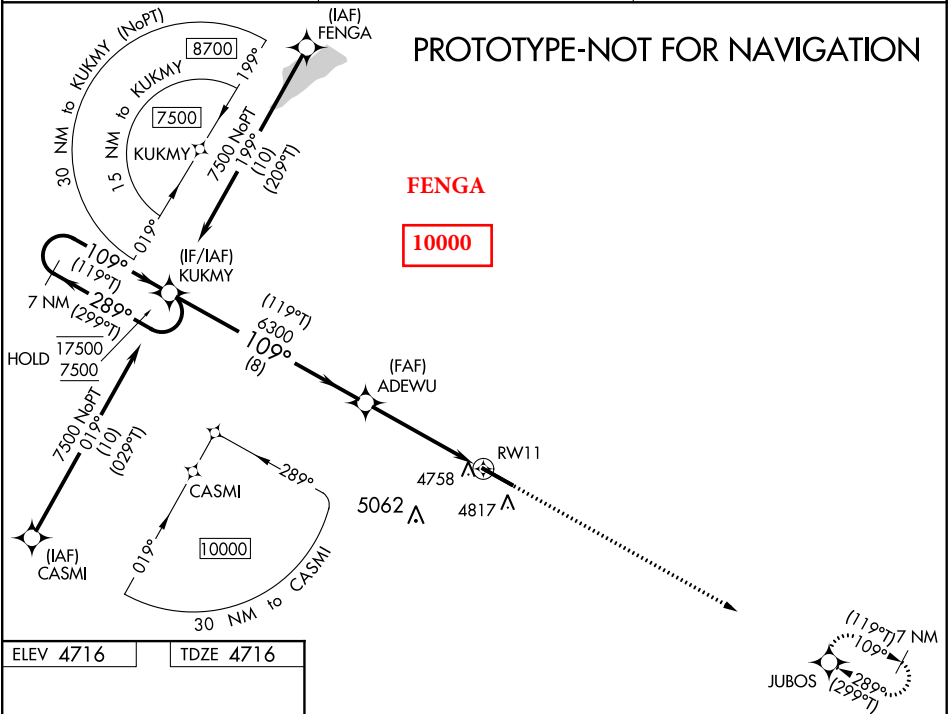 (IAF)
FENGA
PROTOTYPE-NOT FOR NAVIGATION
30 NM to KUKMY (NoPT)
8700
199°
15 NM to KUKMY
7500
KUKMY
019°
7500 NoPT
199°
(10)
(209°T)
FENGA
10000
(IF/IAF)
KUKMY
109°
(119°T)
7 NM
289°
(299°T)
HOLD
17500
7500
(119°T)
6300
109°
(8)
(FAF)
ADEWU
7500 NoPT
019°
(10)
(029°T)
RW11
4758
4817
5062
289°
CASMI
10000
019°
30 NM to CASMI
(IAF)
CASMI
ELEV 4716
TDZE 4716
(119°T)
7 NM
109°
JUBOS
289°
(299°T)